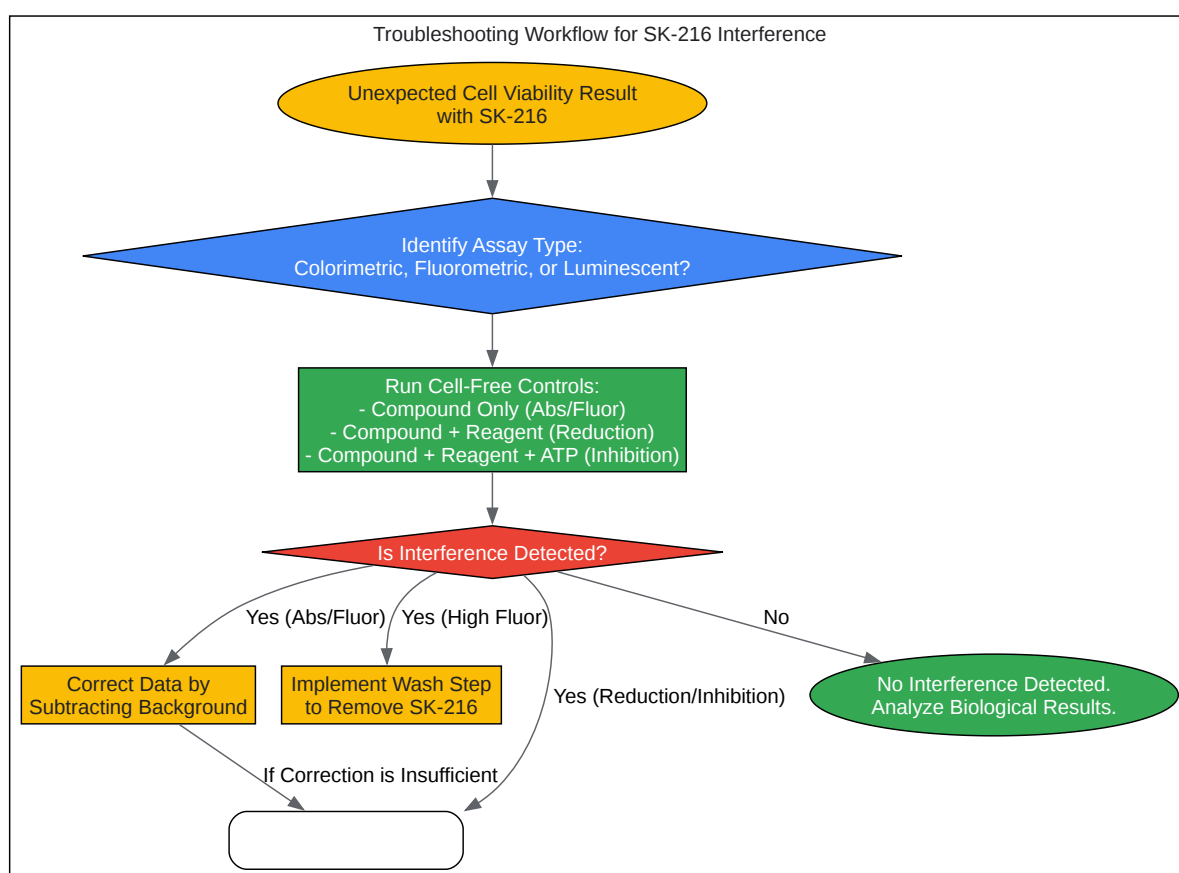 Troubleshooting Workflow for SK-216 Interference
Unexpected Cell Viability Result
with SK-216
Identify Assay Type:
Colorimetric, Fluorometric, or Luminescent?
Run Cell-Free Controls:
- Compound Only (Abs/Fluor)
- Compound + Reagent (Reduction)
- Compound + Reagent + ATP (Inhibition)
Is Interference Detected?
Yes (Abs/Fluor)
Yes (High Fluor)
No
Correct Data by
Subtracting Background
Implement Wash Step
to Remove SK-216
Yes (Reduction/Inhibition)
No Interference Detected.
Analyze Biological Results.
If Correction is Insufficient